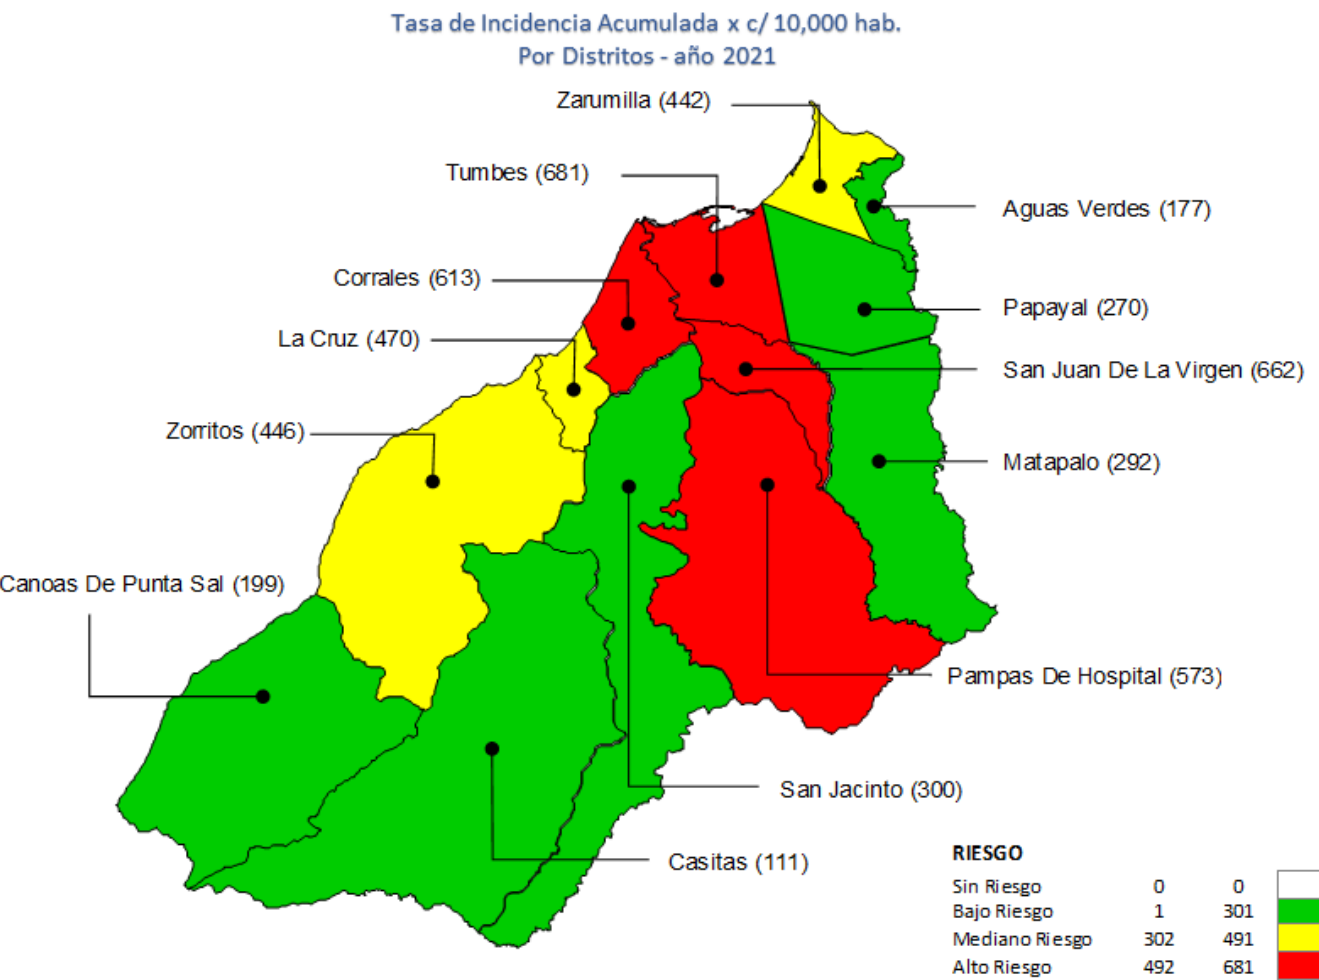 Tasa de Incidencia Acumulada x c/ 10,000 hab.
Por Distritos - año 2021
Zarumilla (442)
Tumbes (681)
Aguas Verdes (177)
Corrales (613)
Papayal (270)
La Cruz (470)
San Juan De La Virgen (662)
Zorritos (446)
Matapalo (292)
Canoas De Punta Sal (199)
Pampas De Hospital (573)
San Jacinto (300)
Casitas (111)
RIESGO
Sin Riesgo 0 0
Bajo Riesgo 1 301
Mediano Riesgo 302 491
Alto Riesgo 492 681